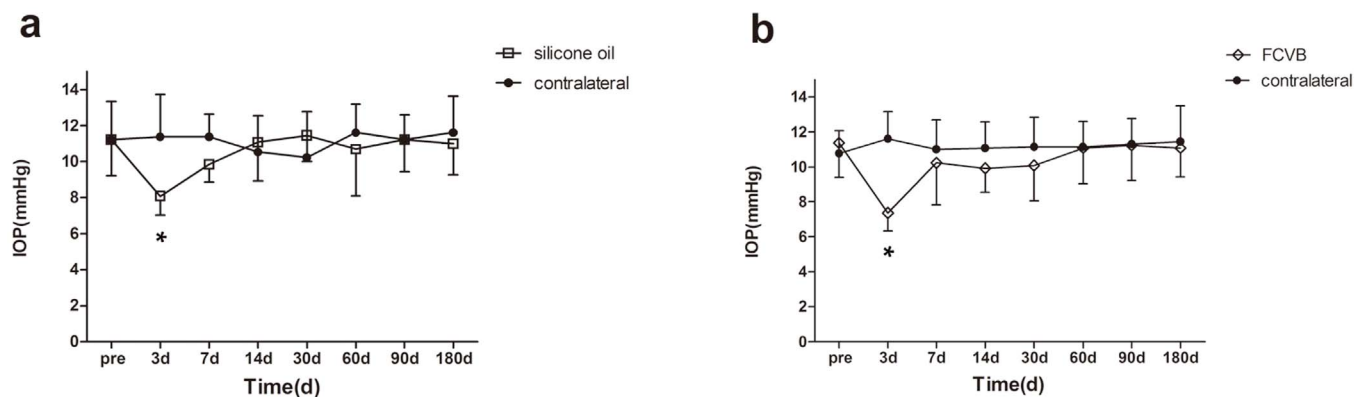 a
silicone oil
contralateral
IOP(mmHg)
14
12
10
8
6
4
2
0
*
pre 3d 7d 14d 30d 60d 90d 180d
Time(d)
b
FCVB
contralateral
IOP(mmHg)
14
12
10
8
6
4
2
0
*
pre 3d 7d 14d 30d 60d 90d 180d
Time(d)